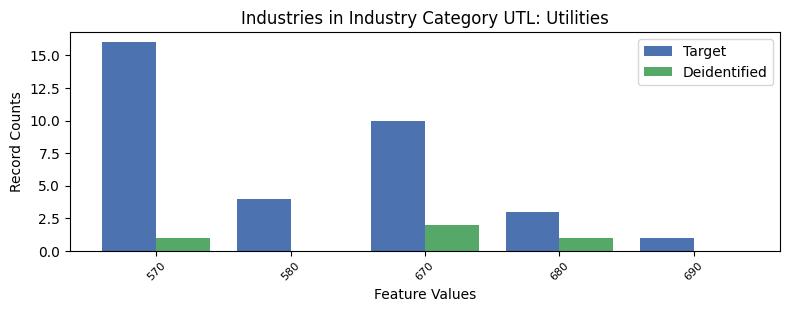 Industries in Industry Category UTL: Utilities
Target
Deidentified
Record Counts
15.0
12.5
10.0
7.5
5.0
2.5
0.0
570
580
670
680
690
Feature Values